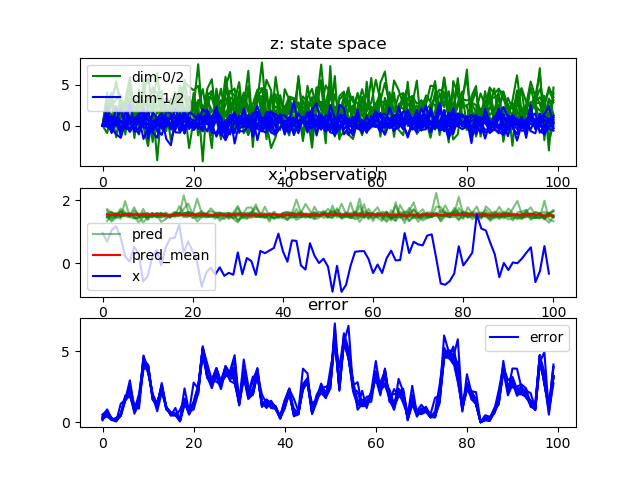 z: state space
5
0
dim-0/2
dim-1/2
0 20 40 60 80 100
x: observation
2
0
pred
pred_mean
x
0 20 40 60 80 100
error
5
0
error
0 20 40 60 80 100